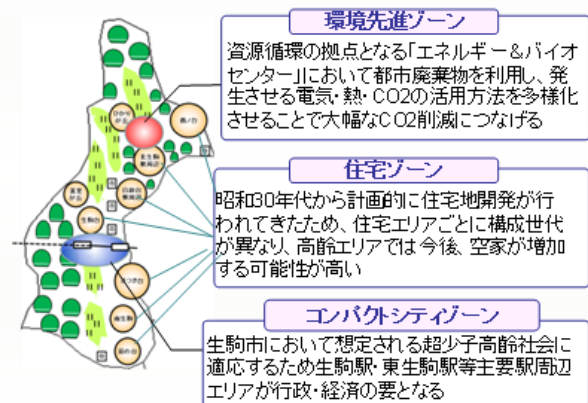 環境先進ゾーン
資源循環の拠点となる「エネルギー&バイオ
センター」において都市廃棄物を利用し、発
生させる電気・熱・CO2の活用方法を多様化
させることで大幅なCO2削減につなげる
住宅ゾーン
昭和30年代から計画的に住宅地開発が行
われてきたため、住宅エリアごとに構成世代
が異なり、高齢エリアでは今後、空家が増加
する可能性が高い
コンパクトシティゾーン
生駒市において想定される超少子高齢社会に
適応するため生駒駅・東生駒駅等主要駅周辺
エリアが行政・経済の要となる